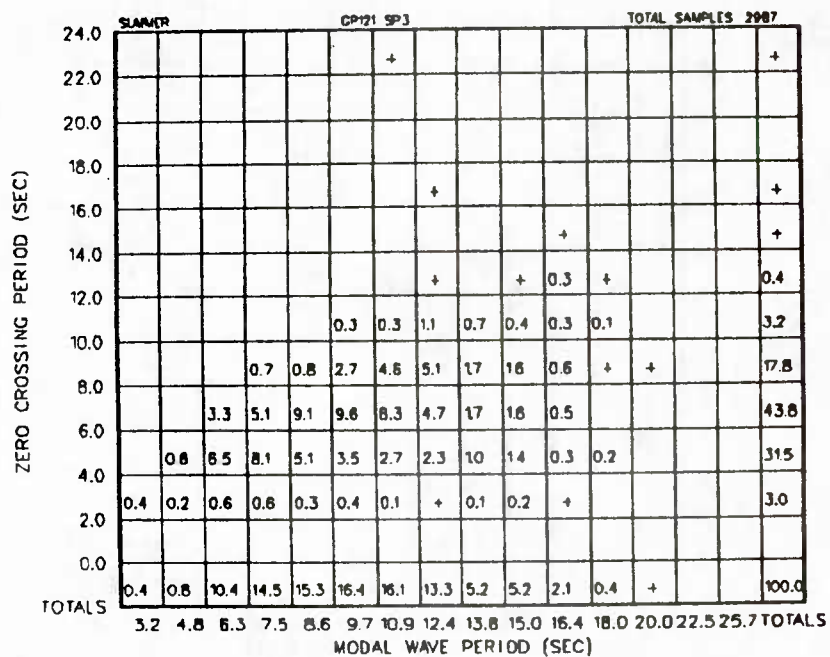 SUMMER GP121 SP3 TOTAL SAMPLES 2987
24.0
+ +
22.0
20.0
18.0
+ +
16.0
+ +
14.0
+ + 0.3 + 0.4
12.0
0.3 0.3 1.1 0.7 0.4 0.3 0.1 3.2
10.0
0.7 0.8 2.7 4.6 5.1 1.7 1.6 0.6 + + 17.8
8.0
3.3 5.1 9.1 9.6 8.3 4.7 1.7 1.6 0.5 43.8
6.0
0.6 6.5 8.1 5.1 3.5 2.7 2.3 1.0 1.4 0.3 0.2 31.5
4.0
0.4 0.2 0.6 0.6 0.3 0.4 0.1 + 0.1 0.2 + 3.0
2.0
0.0
0.4 0.8 10.4 14.5 15.3 16.4 16.1 13.3 5.2 5.2 2.1 0.4 + 100.0
TOTALS
3.2 4.8 6.3 7.5 8.6 9.7 10.9 12.4 13.8 15.0 16.4 18.0 20.0 22.5 25.7 TOTALS
MODAL WAVE PERIOD (SEC)
ZERO CROSSING PERIOD (SEC)